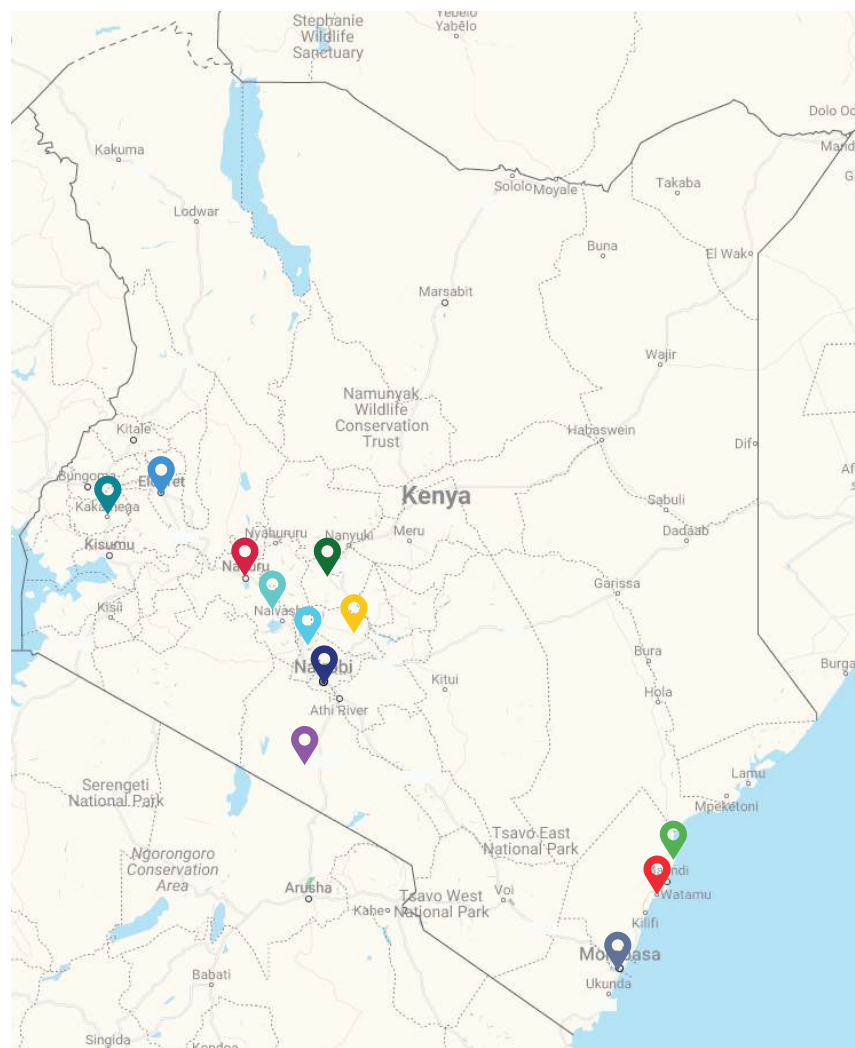 Yebelo
Yabēlo
Stephanie
Wildlife
Sanctuary
Kakuma
Mand
Sololo
Moyale
Takaba
Lodwar
Buna
El Wak
Marsabit
Wajir
Namunyak
Wildlife
Conservation
Trust
Kitale
Habaswein
Dif
Bungoma
Eldoret
Kenya
Kakamega
Sabuli
Nyahururu
Nanyuki
Meru
Dadaab
Kisumu
Nakuru
Garissa
Kisii
Naivasha
Bura
Nairobi
Burga
Kitui
Hola
Athi River
Lamu
Serengeti
National Park
Mpeketoni
Tsavo East
National Park
Ngorongoro
Conservation
Area
Malindi
Arusha
Voi
Tsavo West
National Park
Kahe
Watamu
Kilifi
Mombasa
Babati
Ukunda
Singida
Kondoa